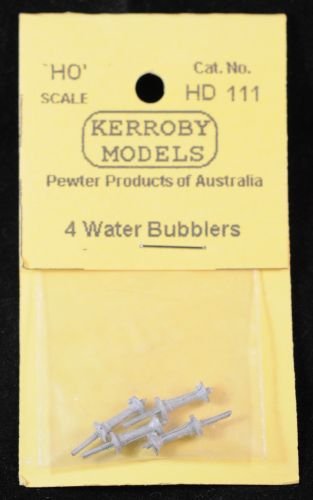 'HO' Cat. No.
SCALE HD 111
KERROBY
MODELS
Pewter Products of Australia
4 Water Bubblers